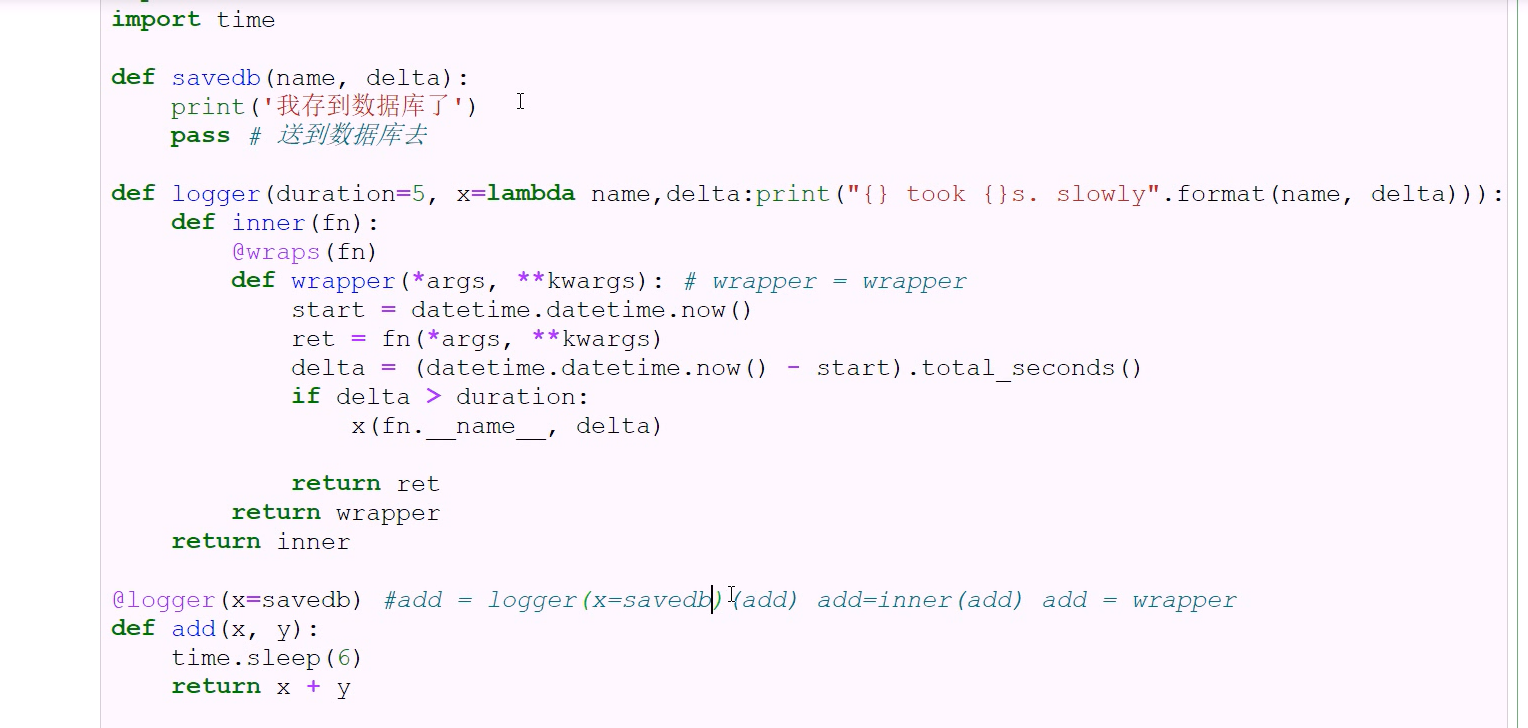 import time
def savedb(name, delta):
    print('我存到数据库了')
    pass # 送到数据库去
def logger(duration=5, x=lambda name,delta:print("{} took {}s. slowly".format(name, delta))):
    def inner(fn):
        @wraps(fn)
        def wrapper(*args, **kwargs): # wrapper = wrapper
            start = datetime.datetime.now()
            ret = fn(*args, **kwargs)
            delta = (datetime.datetime.now() - start).total_seconds()
            if delta > duration:
                x(fn.__name__, delta)
            return ret
        return wrapper
    return inner
@logger(x=savedb) #add = logger(x=savedb)(add) add=inner(add) add = wrapper
def add(x, y):
    time.sleep(6)
    return x + y